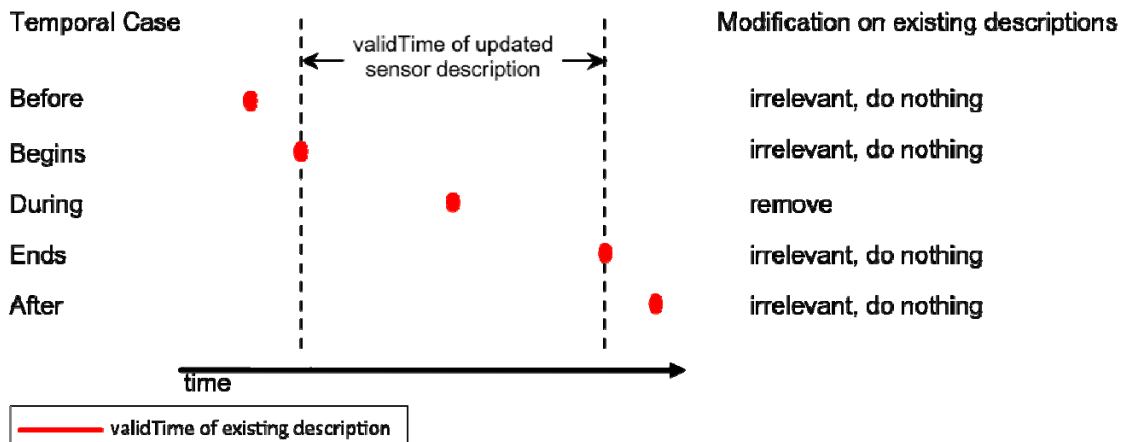 Temporal Case
Modification on existing descriptions
validTime of updated
sensor description
Before
irrelevant, do nothing
Begins
irrelevant, do nothing
During
remove
Ends
irrelevant, do nothing
After
irrelevant, do nothing
time
validTime of existing description